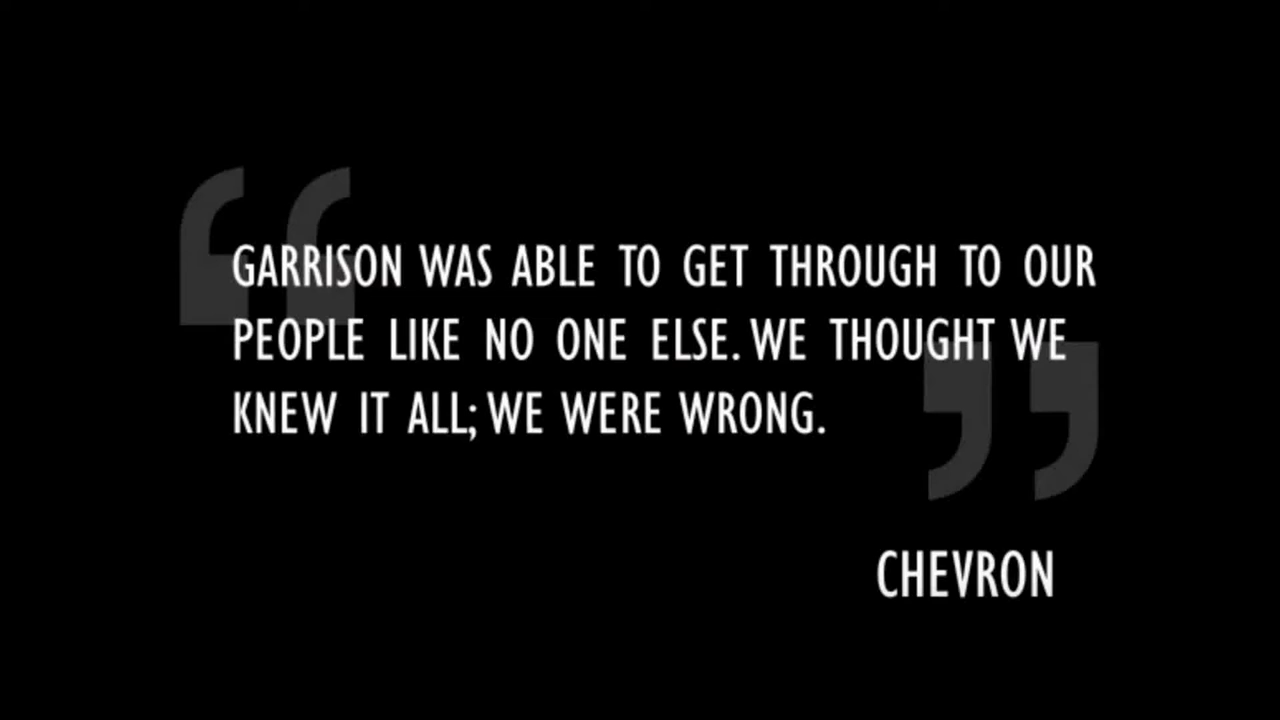 GARRISON WAS ABLE TO GET THROUGH TO OUR
PEOPLE LIKE NO ONE ELSE. WE THOUGHT WE
KNEW IT ALL; WE WERE WRONG.
CHEVRON